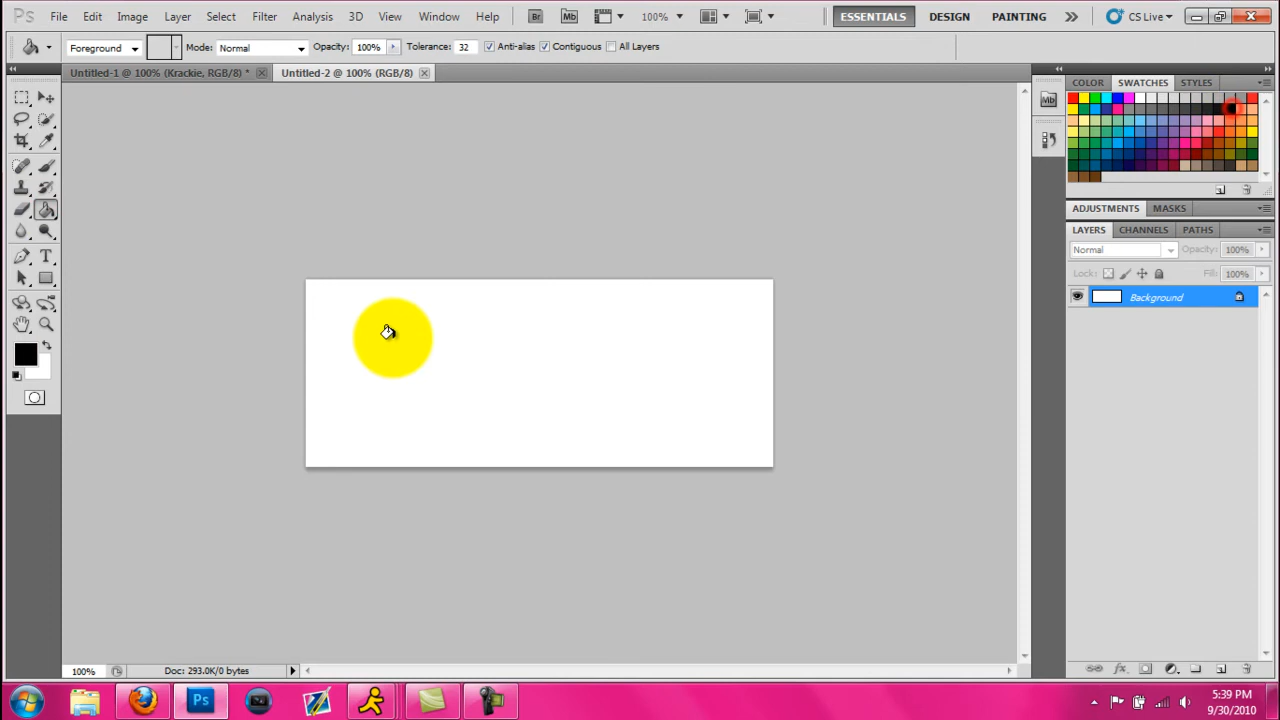 Ps File Edit Image Layer Select Filter Analysis 3D View Window Help Br Mb 100% ESSENTIALS DESIGN PAINTING CS Live
Foreground Mode: Normal Opacity: 100% Tolerance: 32 Anti-alias Contiguous All Layers
Untitled-1 @ 100% (Krackie, RGB/8) * Untitled-2 @ 100% (RGB/8)
COLOR SWATCHES STYLES
Mb
ADJUSTMENTS MASKS
LAYERS CHANNELS PATHS
Normal Opacity: 100%
Lock: Fill: 100%
Background
100% Doc: 293.0K/0 bytes
Ps
5:39 PM
9/30/2010